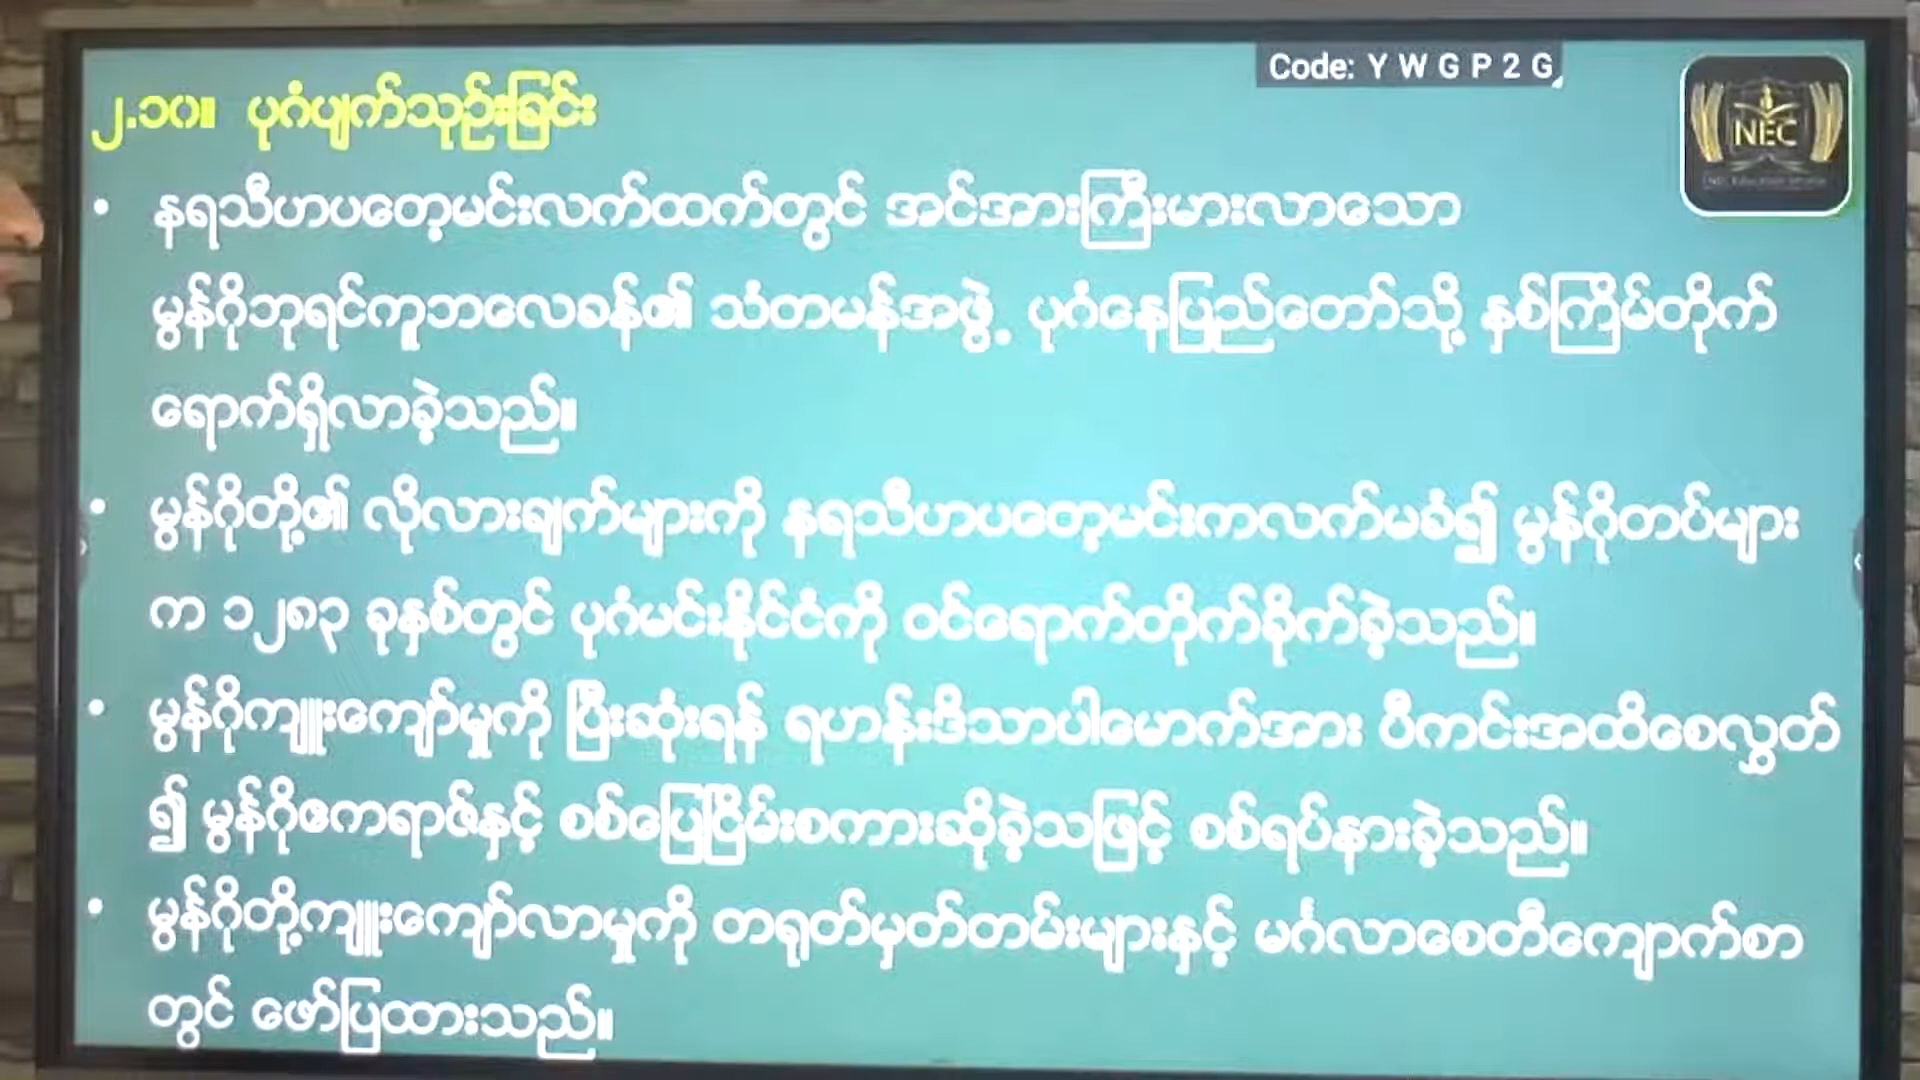 Code: Y W G P 2 G
၂.၁၀။ ပုဂံပျက်သုဉ်းခြင်း
NEC
• နရသီဟပတေ့မင်းလက်ထက်တွင် အင်အားကြီးမားလာသော
မွန်ဂိုဘုရင်ကူဘလေခန်၏ သံတမန်အဖွဲ့ ပုဂံနေပြည်တော်သို့ နှစ်ကြိမ်တိုက်
ရောက်ရှိလာခဲ့သည်။
• မွန်ဂိုတို့၏ လိုလားချက်များကို နရသီဟပတေ့မင်းကလက်မခံ၍ မွန်ဂိုတပ်များ
က ၁၂၈၃ ခုနှစ်တွင် ပုဂံမင်းနိုင်ငံကို ဝင်ရောက်တိုက်ခိုက်ခဲ့သည်။
• မွန်ဂိုကျူးကျော်မှုကို ပြီးဆုံးရန် ရဟန်းဒိသာပါမောက်အား ပီကင်းအထိစေလွှတ်
၍ မွန်ဂိုဧကရာဇ်နှင့် စစ်ပြေငြိမ်းစကားဆိုခဲ့သဖြင့် စစ်ရပ်နားခဲ့သည်။
• မွန်ဂိုတို့ကျူးကျော်လာမှုကို တရုတ်မှတ်တမ်းများနှင့် မင်္ဂလာစေတီကျောက်စာ
တွင် ဖော်ပြထားသည်။